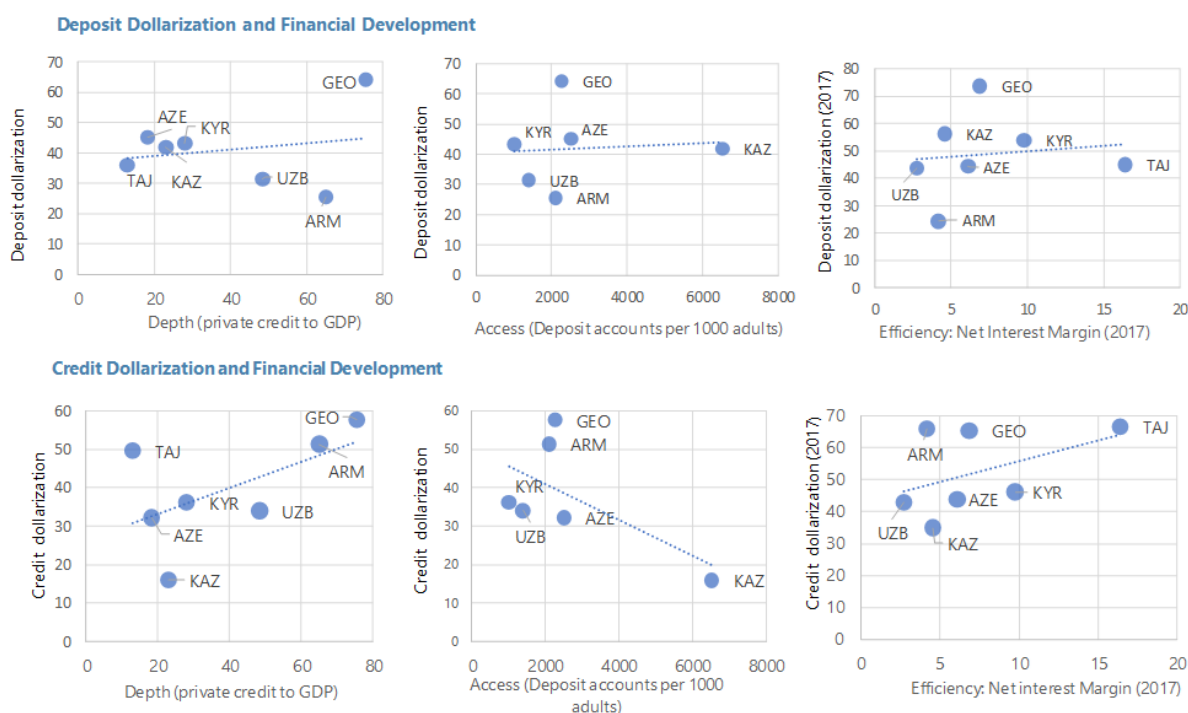 Deposit Dollarization and Financial Development
Deposit dollarization
70
60
50
40
30
20
10
0
GEO
AZE
KYR
TAJ
KAZ
UZB
ARM
0 20 40 60 80
Depth (private credit to GDP)
Deposit dollarization
70
60
50
40
30
20
10
0
GEO
KYR
AZE
KAZ
UZB
ARM
0 2000 4000 6000 8000
Access (Deposit accounts per 1000 adults)
Deposit dollarization (2017)
80
70
60
50
40
30
20
10
0
GEO
KAZ
KYR
AZE
TAJ
UZB
ARM
0 5 10 15 20
Efficiency: Net Interest Margin (2017)
Credit Dollarization and Financial Development
Credit dollarization
60
50
40
30
20
10
0
GEO
TAJ
ARM
KYR
UZB
AZE
KAZ
0 20 40 60 80
Depth (private credit to GDP)
Credit dollarization
60
50
40
30
20
10
0
GEO
ARM
KYR
AZE
UZB
KAZ
0 2000 4000 6000 8000
Access (Deposit accounts per 1000
adults)
Credit dollarization (2017)
70
60
50
40
30
20
10
0
TAJ
GEO
ARM
KYR
AZE
UZB
KAZ
0 5 10 15 20
Efficiency: Net interest Margin (2017)